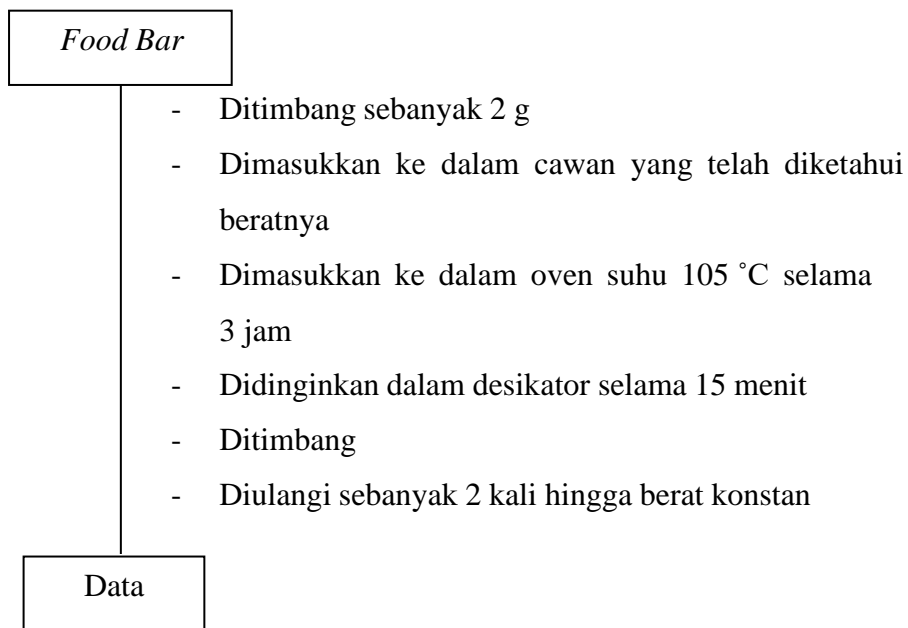 Food Bar
- Ditimbang sebanyak 2 g
- Dimasukkan ke dalam cawan yang telah diketahui
beratnya
- Dimasukkan ke dalam oven suhu 105 ˚C selama
3 jam
- Didinginkan dalam desikator selama 15 menit
- Ditimbang
- Diulangi sebanyak 2 kali hingga berat konstan
Data